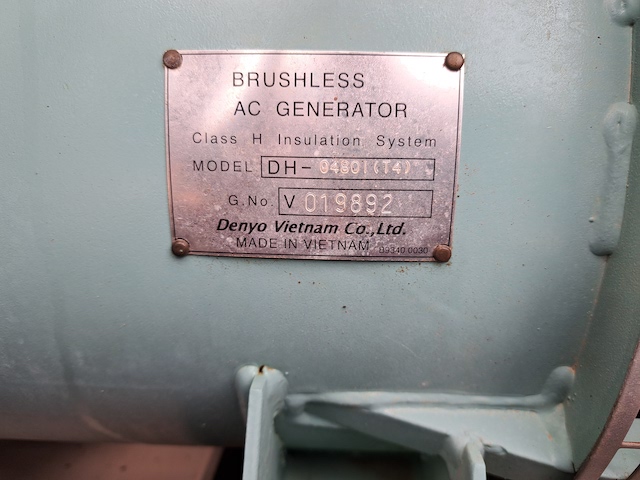 BRUSHLESS
AC GENERATOR
Class H Insulation System
MODEL DH-0480I(T4)
G.No. V 019892
Denyo Vietnam Co.,Ltd.
MADE IN VIETNAM